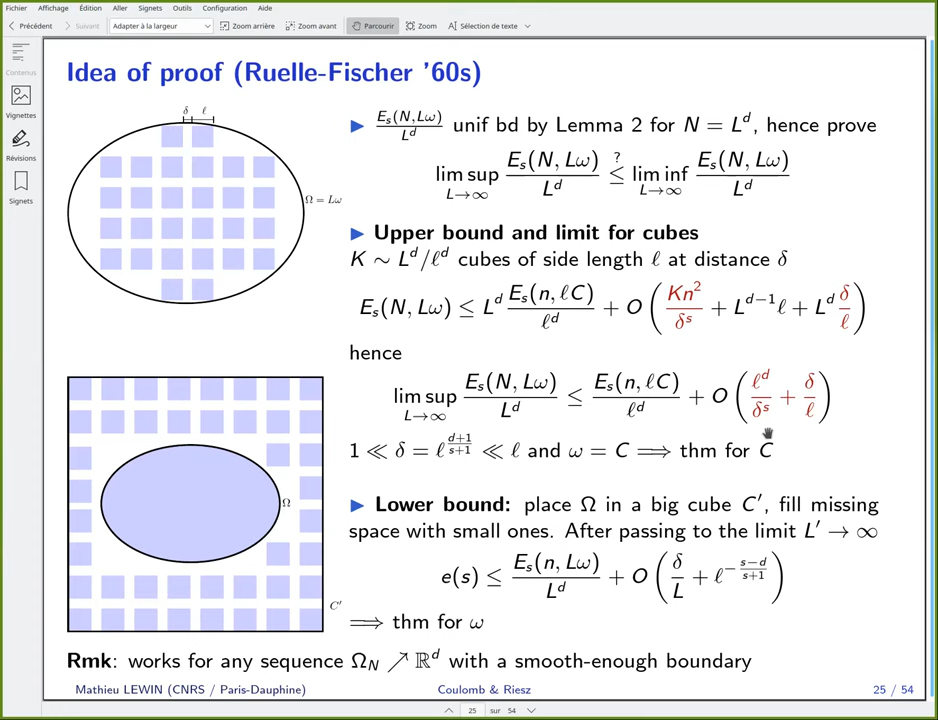 Fichier Affichage Édition Aller Signets Outils Configuration Aide
Précédent Suivant Adapter à la largeur Zoom arrière Zoom avant Parcourir Zoom Sélection de texte
Contenus
Vignettes
Révisions
Signets
Idea of proof (Ruelle-Fischer '60s)
δ ℓ
Ω = Lω
▶ E_s(N,Lω)/L^d unif bd by Lemma 2 for N = L^d, hence prove
lim sup_{L→∞} E_s(N, Lω)/L^d ≤? lim inf_{L→∞} E_s(N, Lω)/L^d
▶ Upper bound and limit for cubes
K ∼ L^d/ℓ^d cubes of side length ℓ at distance δ
E_s(N, Lω) ≤ L^d E_s(n, ℓC)/ℓ^d + O(Kn^2/δ^s + L^{d−1}ℓ + L^d δ/ℓ)
hence
lim sup_{L→∞} E_s(N, Lω)/L^d ≤ E_s(n, ℓC)/ℓ^d + O(ℓ^d/δ^s + δ/ℓ)
1 ≪ δ = ℓ^{(d+1)/(s+1)} ≪ ℓ and ω = C ⟹ thm for C
Ω
C′
▶ Lower bound: place Ω in a big cube C′, fill missing
space with small ones. After passing to the limit L′ → ∞
e(s) ≤ E_s(n, Lω)/L^d + O(δ/L + ℓ^{−(s−d)/(s+1)})
⟹ thm for ω
Rmk: works for any sequence Ω_N ↗ ℝ^d with a smooth-enough boundary
Mathieu LEWIN (CNRS / Paris-Dauphine) Coulomb & Riesz 25 / 54
25 sur 54